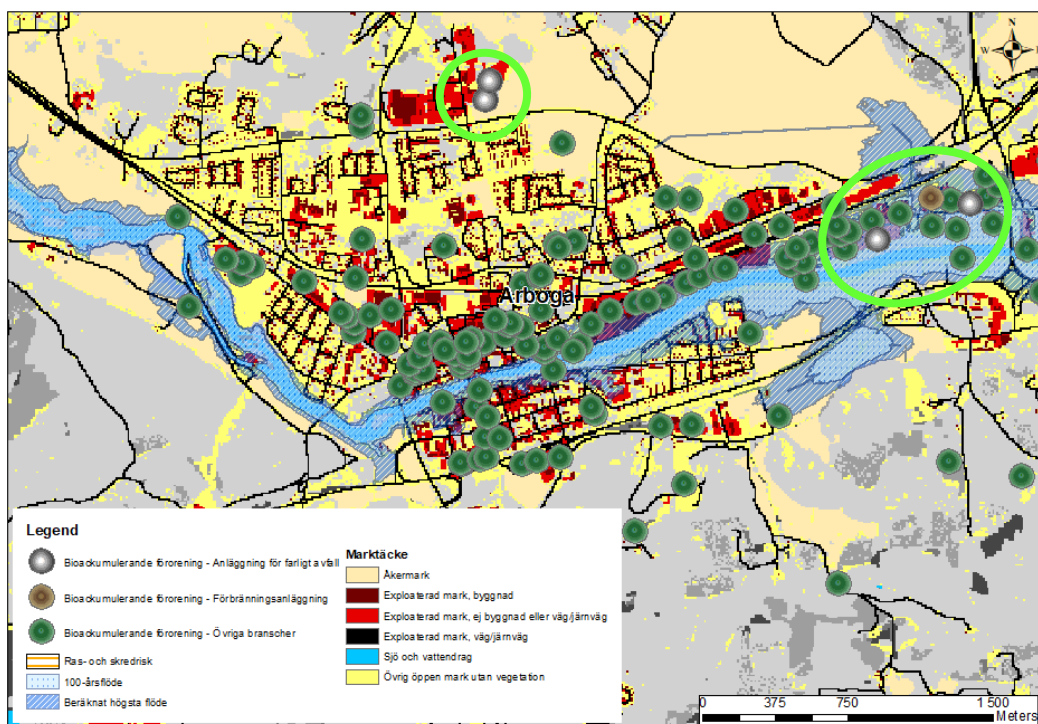 N
W
E
S
Arboga
Legend
Bioackumulerande förorening - Anläggning för farligt avfall
Bioackumulerande förorening - Förbränningsanläggning
Bioackumulerande förorening - Övriga branscher
Ras- och skredrisk
100-årsflöde
Beräknat högsta flöde
Marktäcke
Åkermark
Exploaterad mark, byggnad
Exploaterad mark, ej byggnad eller väg/järnväg
Exploaterad mark, väg/järnväg
Sjö och vattendrag
Övrig öppen mark utan vegetation
0 375 750 1 500
Meters